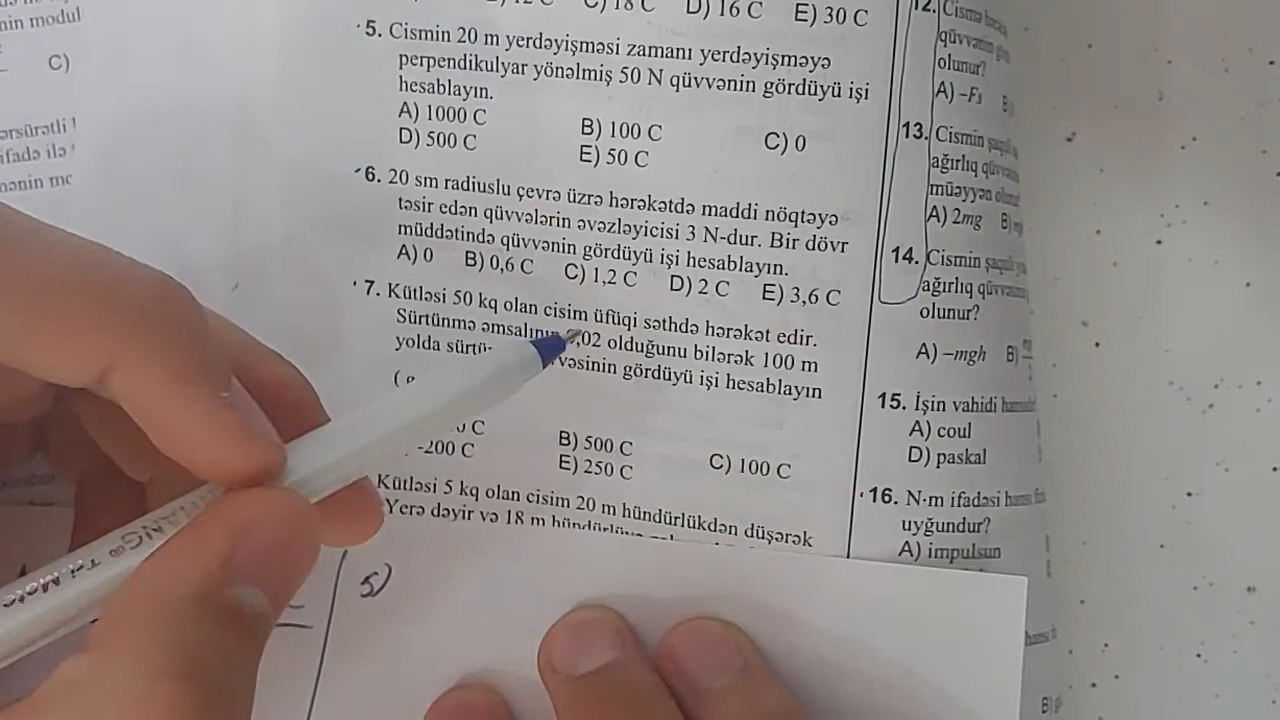 nin modul
C)
ifadə ilə
C) 18 C D) 16 C E) 30 C
5. Cismin 20 m yerdəyişməsi zamanı yerdəyişməyə
perpendikulyar yönəlmiş 50 N qüvvənin gördüyü işi
hesablayın.
A) 1000 C B) 100 C C) 0
D) 500 C E) 50 C
6. 20 sm radiuslu çevrə üzrə hərəkətdə maddi nöqtəyə
təsir edən qüvvələrin əvəzləyicisi 3 N-dur. Bir dövr
müddətində qüvvənin gördüyü işi hesablayın.
A) 0 B) 0,6 C C) 1,2 C D) 2 C E) 3,6 C
7. Kütləsi 50 kq olan cisim üfüqi səthdə hərəkət edir.
Sürtünmə əmsalının ,02 olduğunu bilərək 100 m
yolda vəsinin gördüyü işi hesablayın
B) 500 C C) 100 C
-200 C E) 250 C
Kütləsi 5 kq olan cisim 20 m hündürlükdən düşərək
Yerə dəyir və 18 m
5)
12. Cismə
qüvvənin
olunur?
A) –F
13. Cismin
ağırlıq
müəyyən
A) 2mg B)
14. Cismin
ağırlıq
olunur?
A) –mgh B)
15. İşin vahidi
A) coul
D) paskal
16. N·m ifadəsi
uyğundur?
A) impulsun
B)